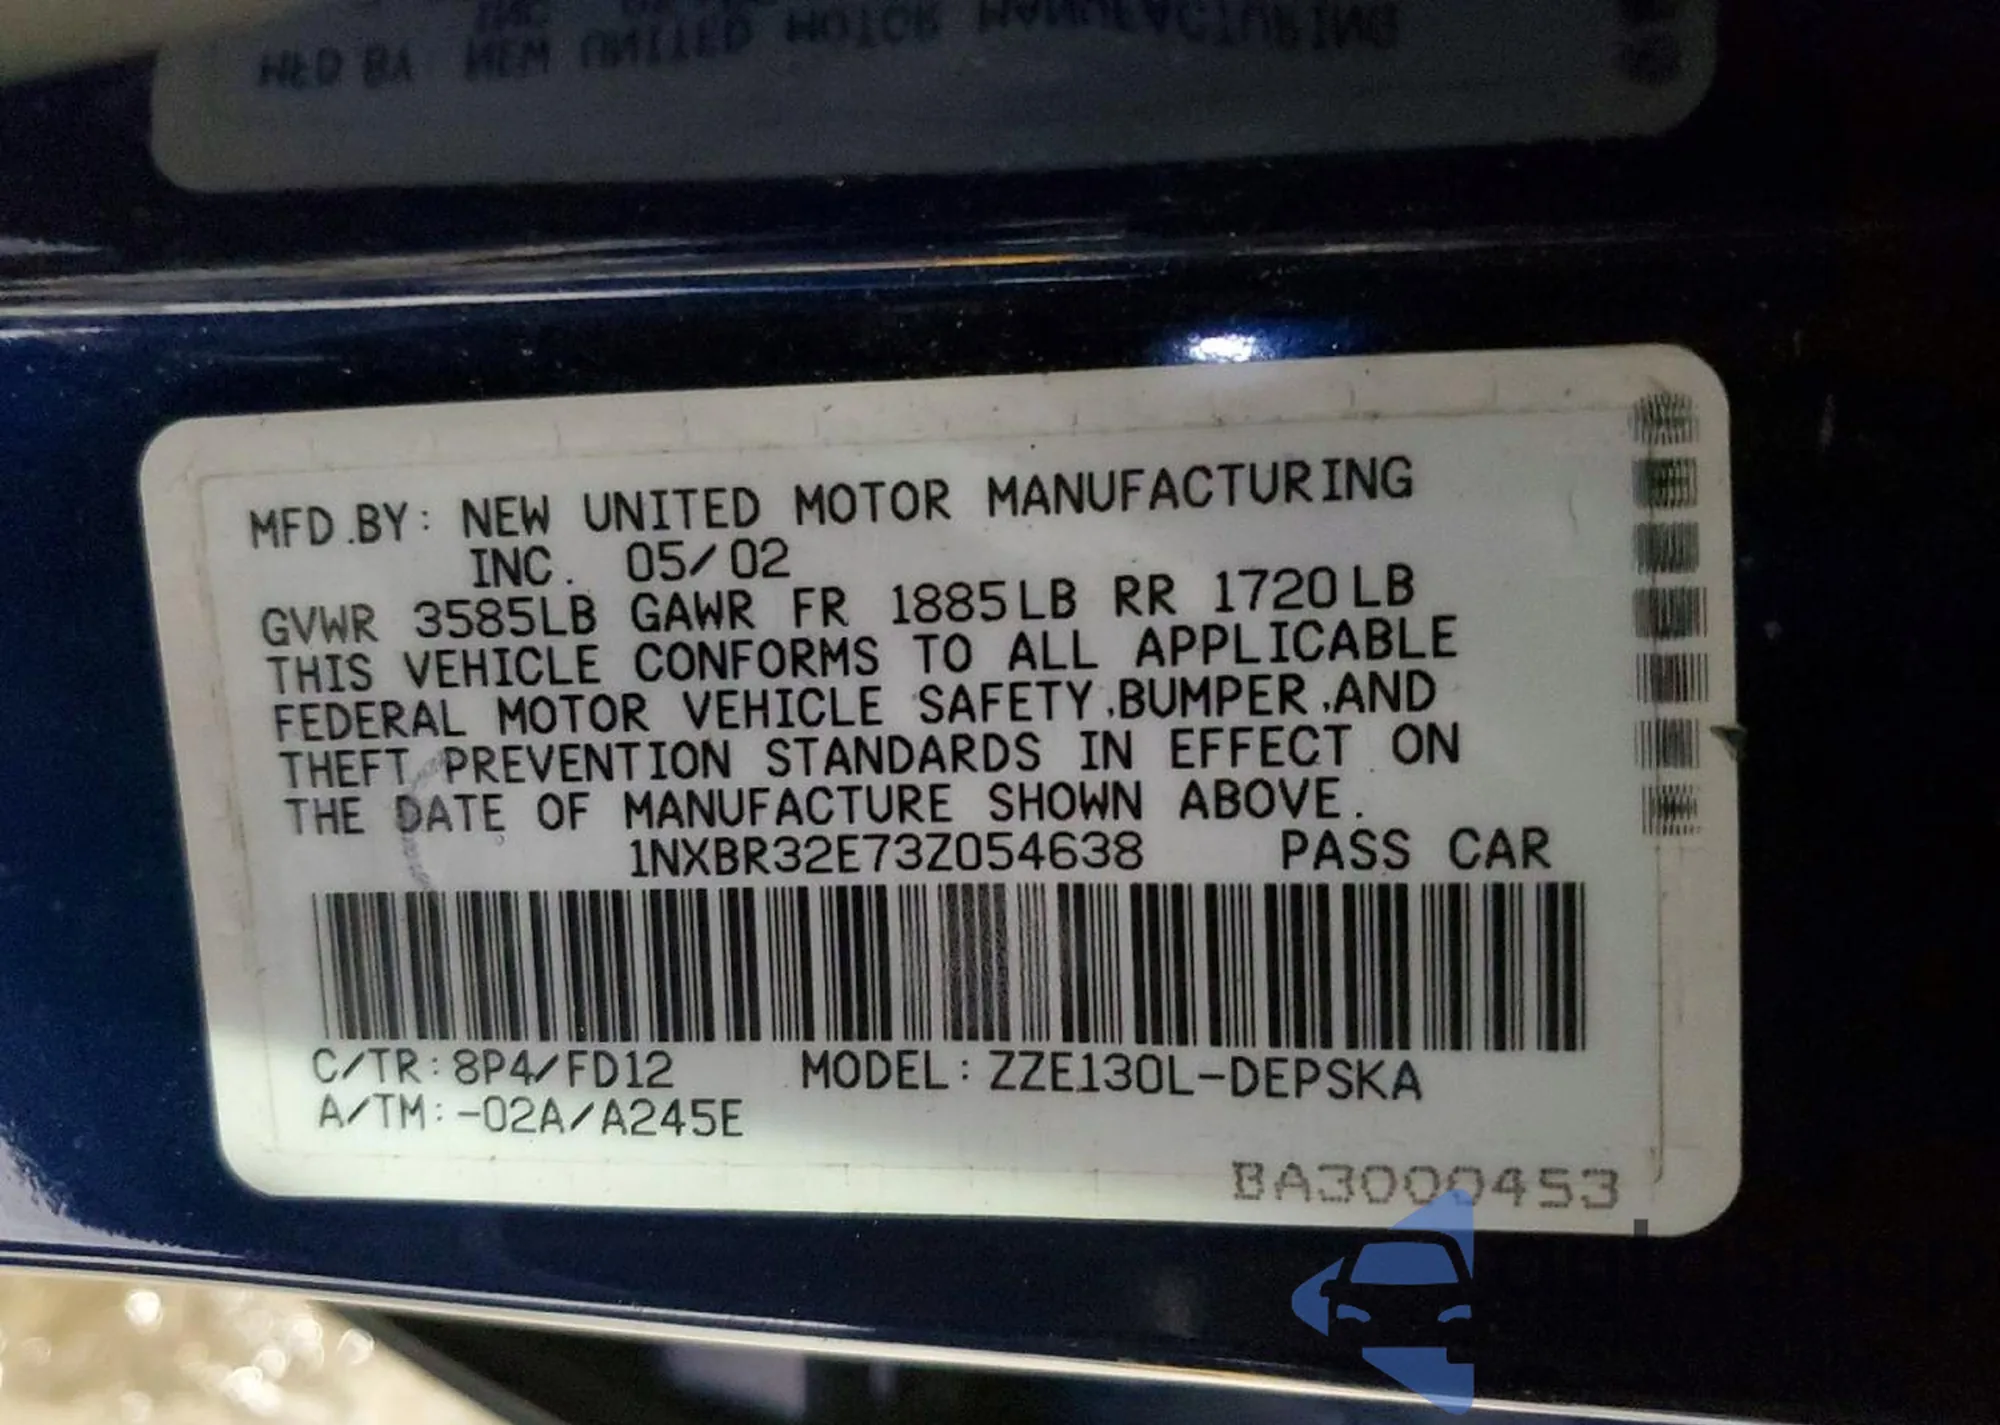 MFD.BY: NEW UNITED MOTOR MANUFACTURING
INC. 05/02
GVWR 3585LB GAWR FR 1885LB RR 1720LB
THIS VEHICLE CONFORMS TO ALL APPLICABLE
FEDERAL MOTOR VEHICLE SAFETY,BUMPER,AND
THEFT PREVENTION STANDARDS IN EFFECT ON
THE DATE OF MANUFACTURE SHOWN ABOVE.
1NXBR32E73Z054638 PASS CAR
C/TR:8P4/FD12 MODEL:ZZE130L-DEPSKA
A/TM:-02A/A245E
BA3000453